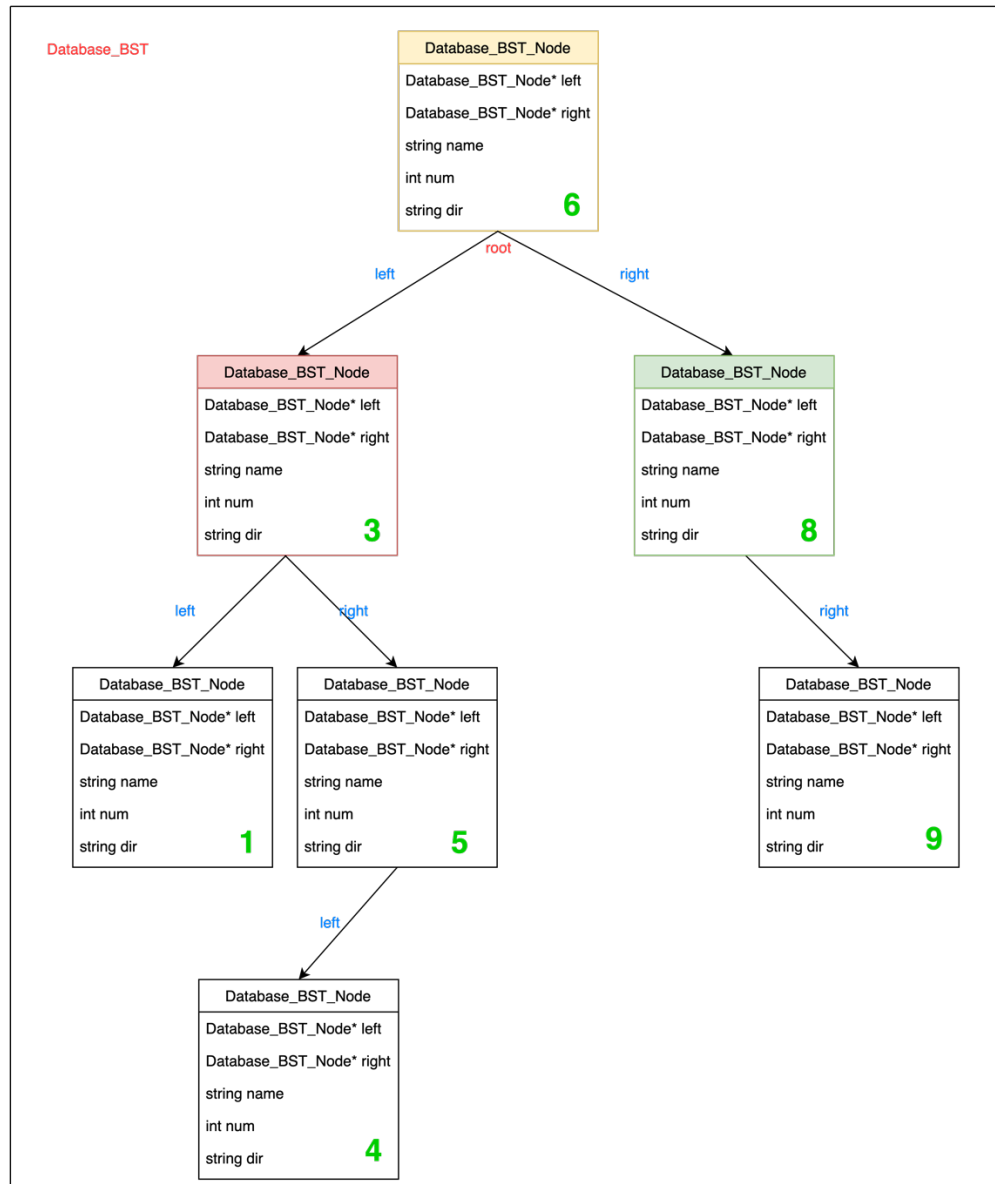 Database_BST
Database_BST_Node
Database_BST_Node* left
Database_BST_Node* right
string name
int num
string dir
6
root
left
right
Database_BST_Node
Database_BST_Node* left
Database_BST_Node* right
string name
int num
string dir
3
Database_BST_Node
Database_BST_Node* left
Database_BST_Node* right
string name
int num
string dir
8
left
right
right
Database_BST_Node
Database_BST_Node* left
Database_BST_Node* right
string name
int num
string dir
1
Database_BST_Node
Database_BST_Node* left
Database_BST_Node* right
string name
int num
string dir
5
Database_BST_Node
Database_BST_Node* left
Database_BST_Node* right
string name
int num
string dir
9
left
Database_BST_Node
Database_BST_Node* left
Database_BST_Node* right
string name
int num
string dir
4